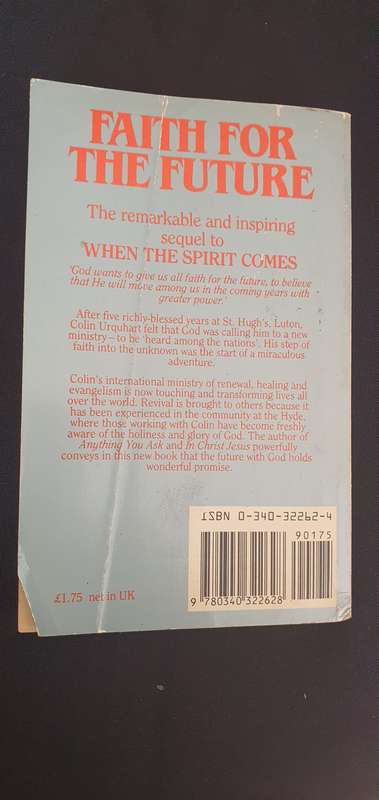 FAITH FOR
THE FUTURE
The remarkable and inspiring
sequel to
WHEN THE SPIRIT COMES
'God wants to give us all faith for the future, to believe
that He will move among us in the coming years with
greater power.'
After five richly-blessed years at St. Hugh's, Luton,
Colin Urquhart felt that God was calling him to a new
ministry – to be 'heard among the nations'. His step of
faith into the unknown was the start of a miraculous
adventure.
Colin's international ministry of renewal, healing and
evangelism is now touching and transforming lives all
over the world. Revival is brought to others because it
has been experienced in the community at the Hyde,
where those working with Colin have become freshly
aware of the holiness and glory of God. The author of
Anything You Ask and In Christ Jesus powerfully
conveys in this new book that the future with God holds
wonderful promise.
ISBN 0-340-32262-4
90175
9 780340 322628
£1.75 net in UK